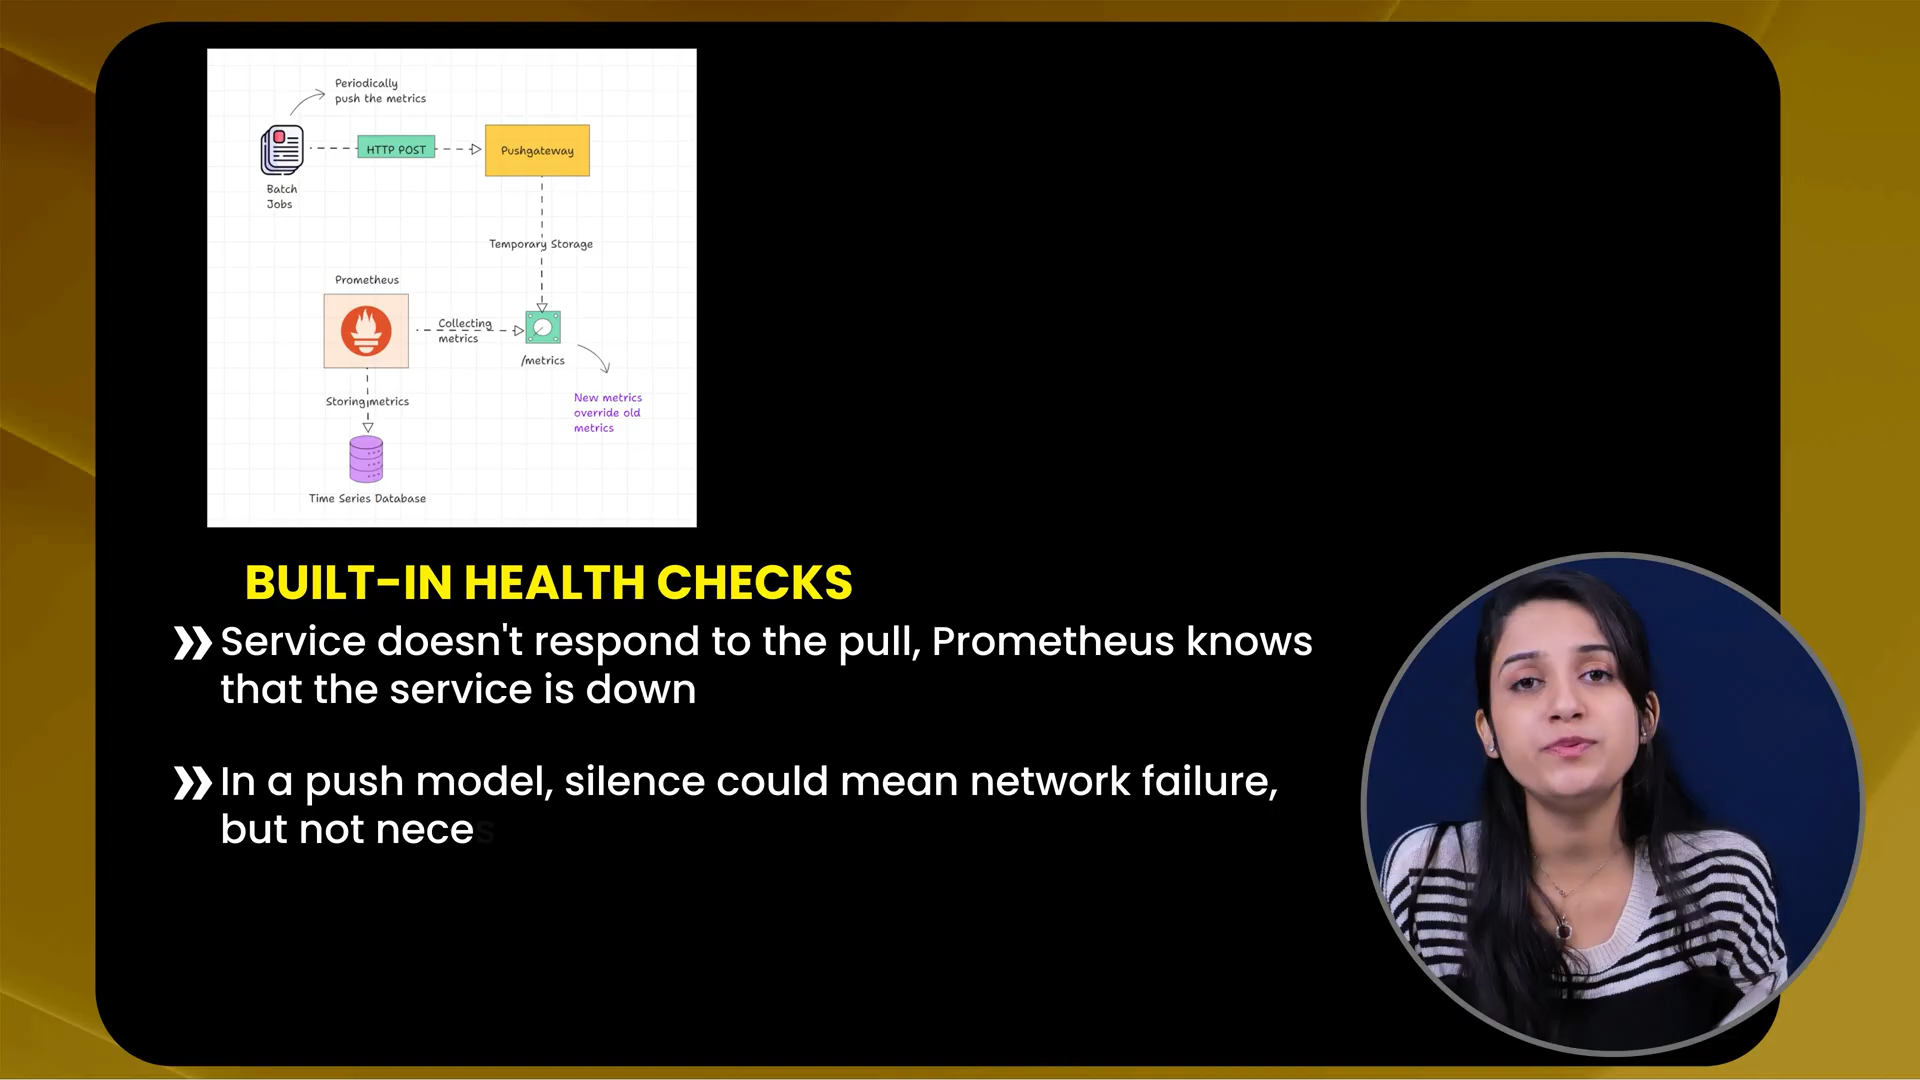 Periodically
push the metrics
HTTP POST
Pushgateway
Batch
Jobs
Temporary Storage
Prometheus
Collecting
metrics
/metrics
Storing metrics
New metrics
override old
metrics
Time Series Database
BUILT-IN HEALTH CHECKS
Service doesn't respond to the pull, Prometheus knows
that the service is down
In a push model, silence could mean network failure,
but not neces